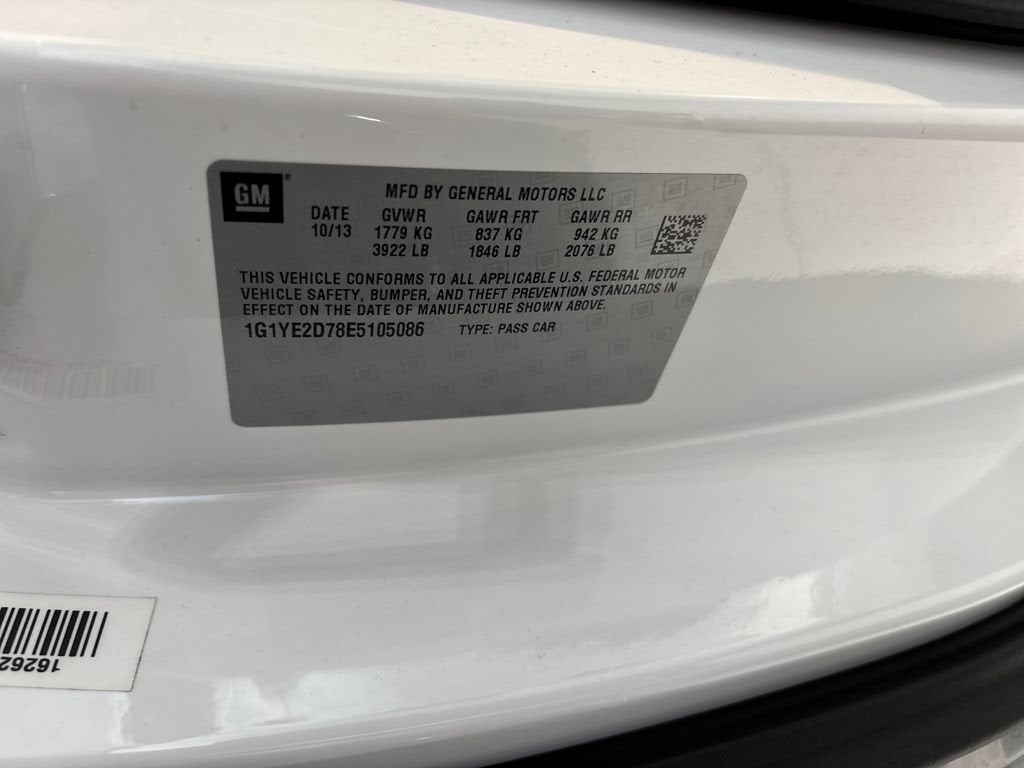 GM
MFD BY GENERAL MOTORS LLC
DATE GVWR GAWR FRT GAWR RR
10/13 1779 KG 837 KG 942 KG
3922 LB 1846 LB 2076 LB
THIS VEHICLE CONFORMS TO ALL APPLICABLE U.S. FEDERAL MOTOR
VEHICLE SAFETY, BUMPER, AND THEFT PREVENTION STANDARDS IN
EFFECT ON THE DATE OF MANUFACTURE SHOWN ABOVE.
1G1YE2D78E5105086 TYPE: PASS CAR
16262